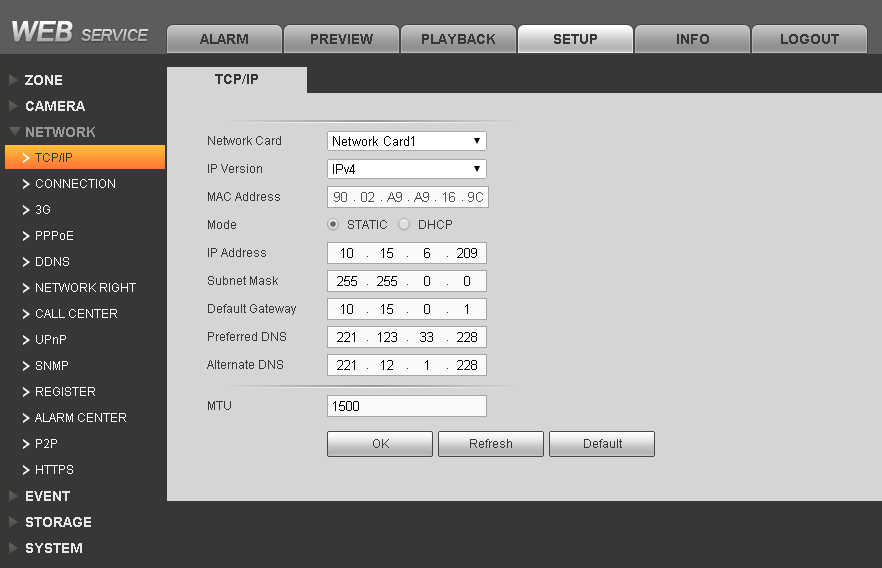 WEB SERVICE
ALARM PREVIEW PLAYBACK SETUP INFO LOGOUT
ZONE
CAMERA
NETWORK
TCP/IP
CONNECTION
3G
PPPoE
DDNS
NETWORK RIGHT
CALL CENTER
UPnP
SNMP
REGISTER
ALARM CENTER
P2P
HTTPS
EVENT
STORAGE
SYSTEM
TCP/IP
Network Card Network Card1
IP Version IPv4
MAC Address 90 . 02 . A9 . A9 . 16 . 9C
Mode STATIC DHCP
IP Address 10 . 15 . 6 . 209
Subnet Mask 255 . 255 . 0 . 0
Default Gateway 10 . 15 . 0 . 1
Preferred DNS 221 . 123 . 33 . 228
Alternate DNS 221 . 12 . 1 . 228
MTU 1500
OK Refresh Default